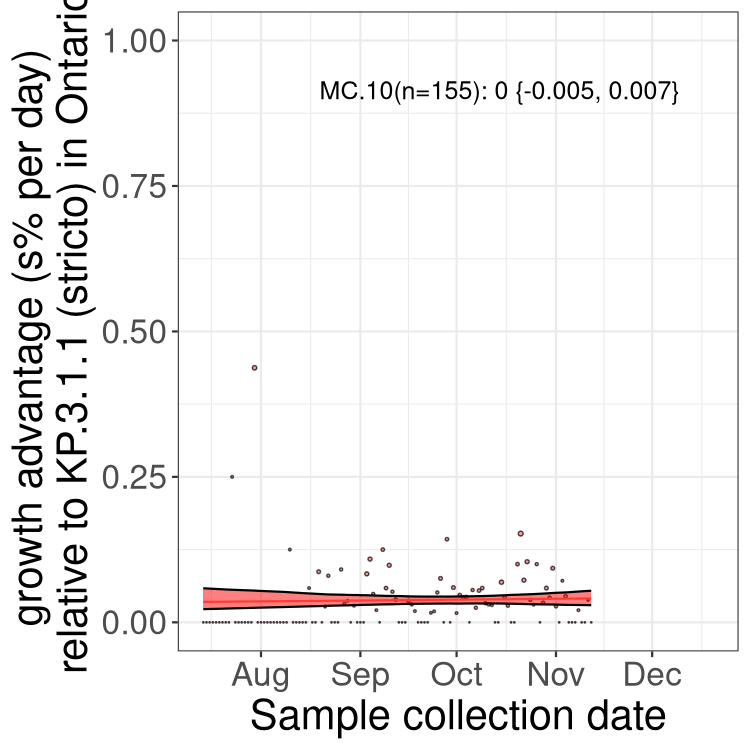 growth advantage (s% per day)
relative to KP.3.1.1 (stricto) in Ontario
1.00
0.75
0.50
0.25
0.00
MC.10(n=155): 0 {-0.005, 0.007}
Aug Sep Oct Nov Dec
Sample collection date